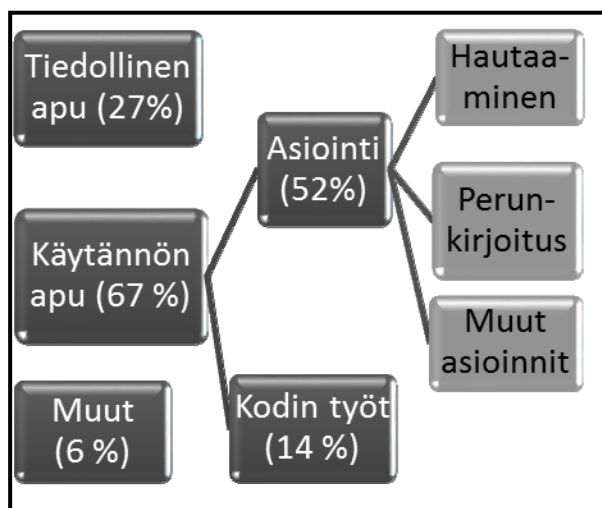 Tiedollinen
apu (27%)
Käytännön
apu (67 %)
Muut
(6 %)
Asiointi
(52%)
Kodin työt
(14 %)
Hautaa-
minen
Perun-
kirjoitus
Muut
asioinnit